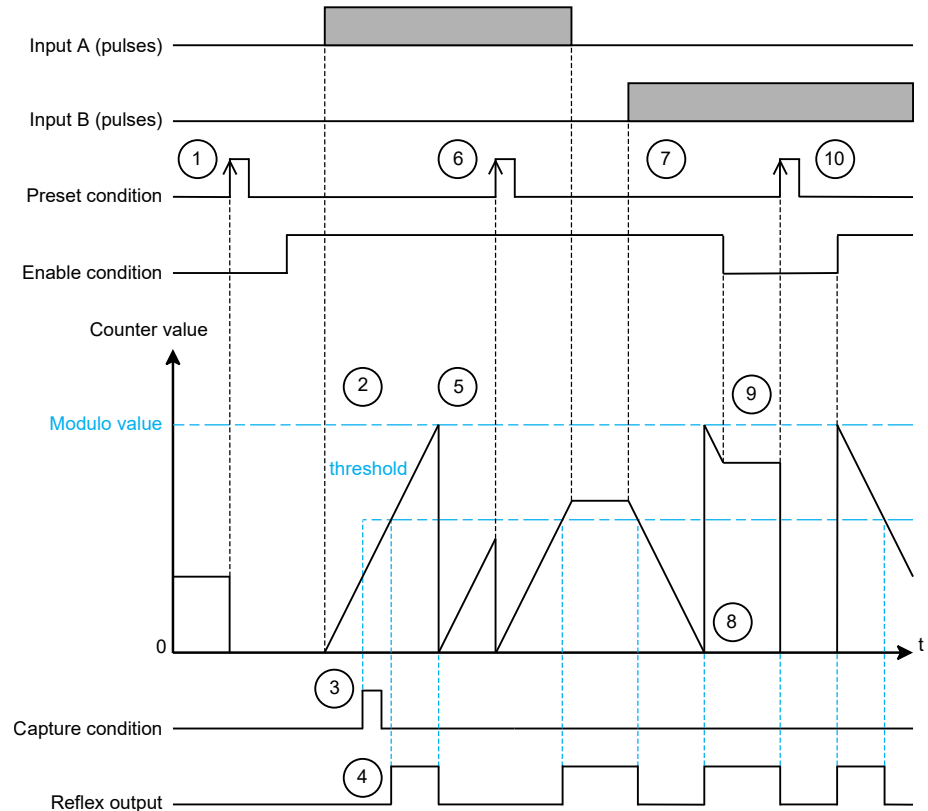 Input A (pulses)
Input B (pulses)
1
6
7
10
Preset condition
Enable condition
Counter value
2
5
9
Modulo value
threshold
8
0
t
3
Capture condition
4
Reflex output